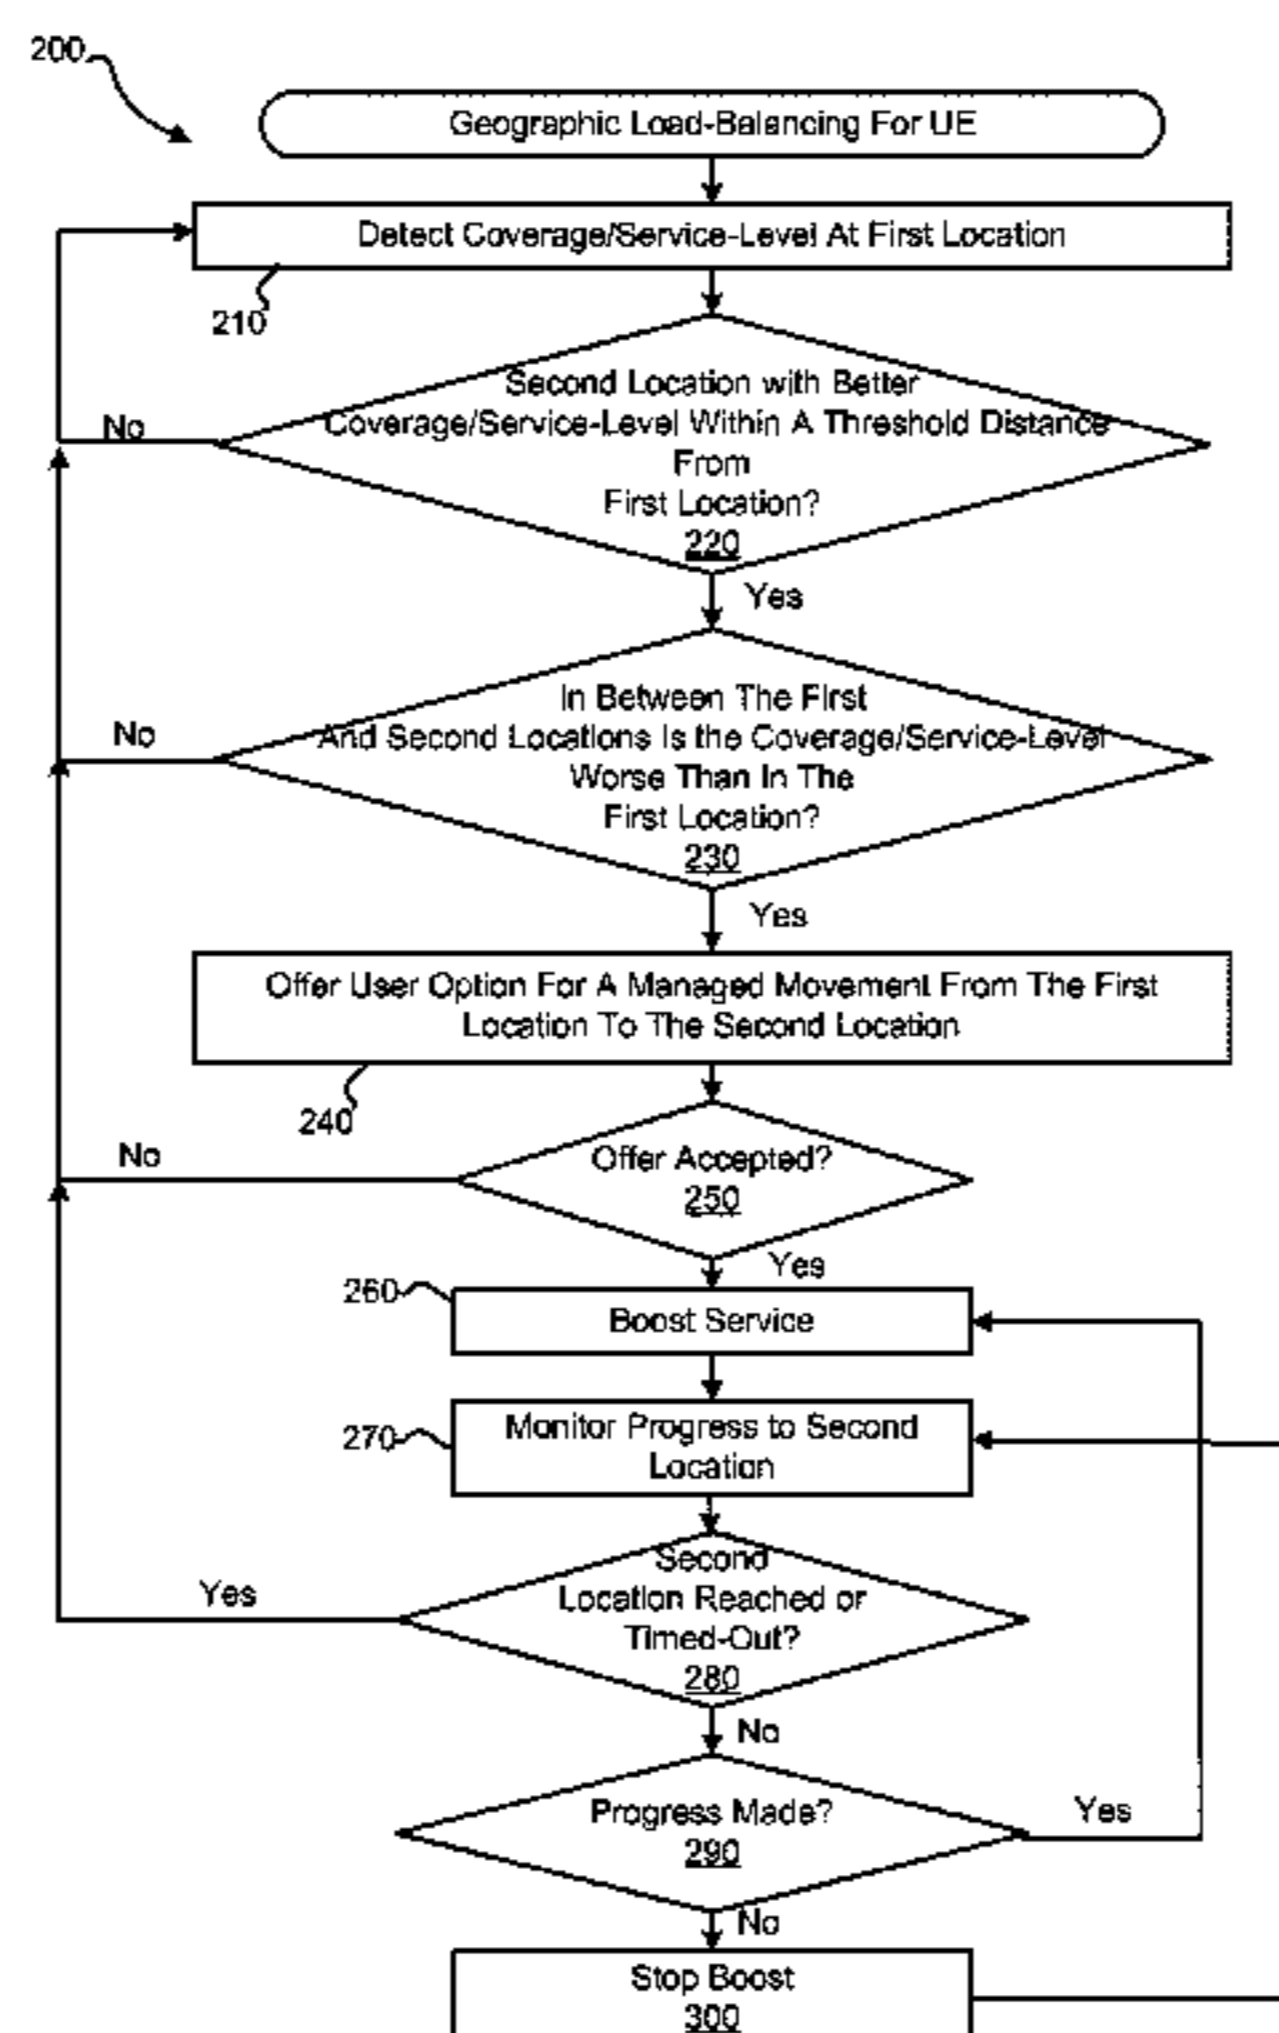 200
Geographic Load-Balancing For UE
Detect Coverage/Service-Level At First Location
210
Second Location with Better
Coverage/Service-Level Within A Threshold Distance
From
First Location?
220
No
Yes
In Between The First
And Second Locations Is the Coverage/Service-Level
Worse Than In The
First Location?
230
No
Yes
Offer User Option For A Managed Movement From The First
Location To The Second Location
240
Offer Accepted?
250
No
Yes
260
Boost Service
270
Monitor Progress to Second
Location
Second
Location Reached or
Timed-Out?
280
Yes
No
Progress Made?
290
Yes
No
Stop Boost
300